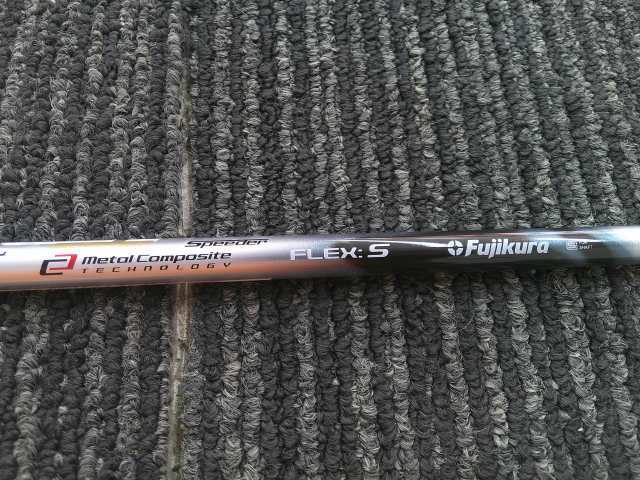 Speeder
Metal Composite
TECHNOLOGY
FLEX: S
Fujikura